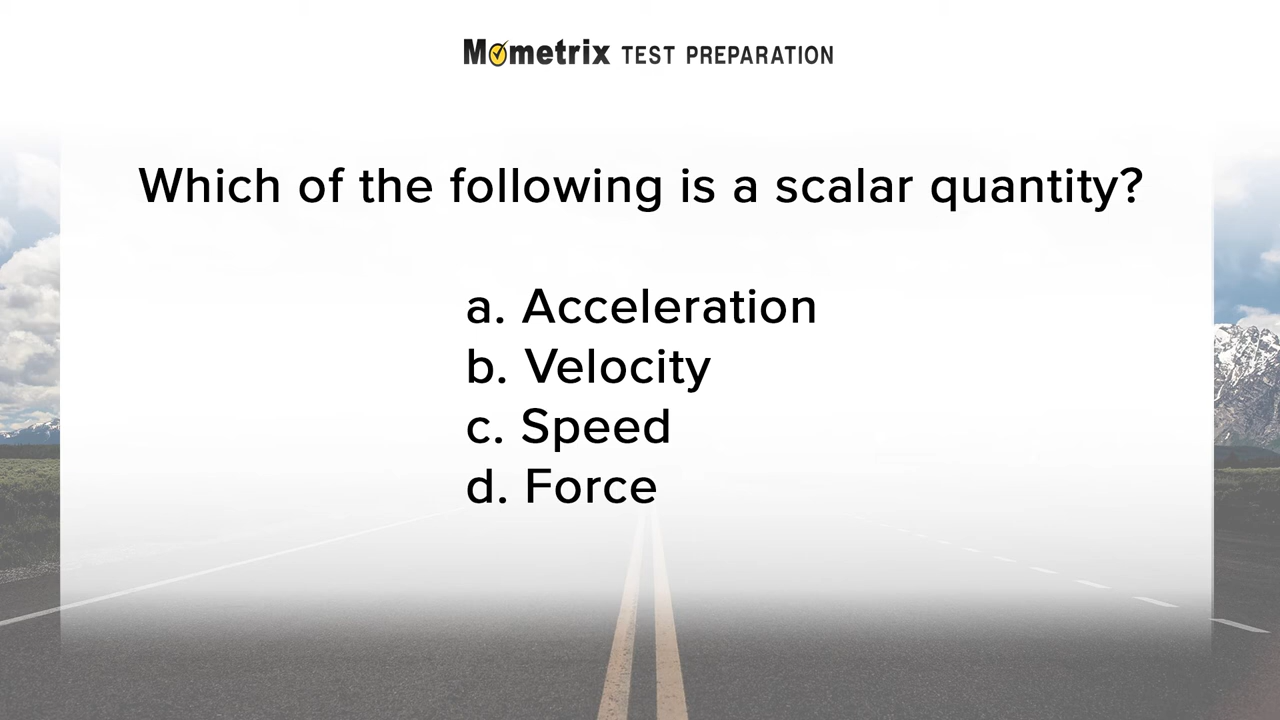 Mometrix TEST PREPARATION
Which of the following is a scalar quantity?
a. Acceleration
b. Velocity
c. Speed
d. Force